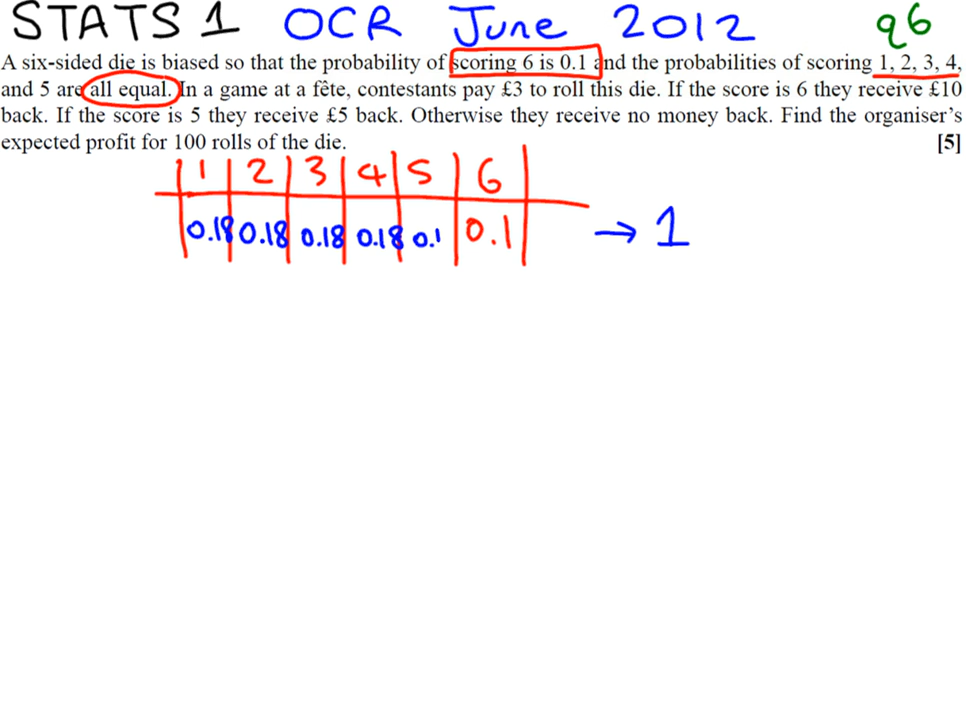 STATS 1 OCR June 2012 q6
A six-sided die is biased so that the probability of scoring 6 is 0.1 and the probabilities of scoring 1, 2, 3, 4,
and 5 are all equal. In a game at a fête, contestants pay £3 to roll this die. If the score is 6 they receive £10
back. If the score is 5 they receive £5 back. Otherwise they receive no money back. Find the organiser's
expected profit for 100 rolls of the die. [5]
1 2 3 4 5 6
0.18 0.18 0.18 0.18 0.1 0.1 → 1